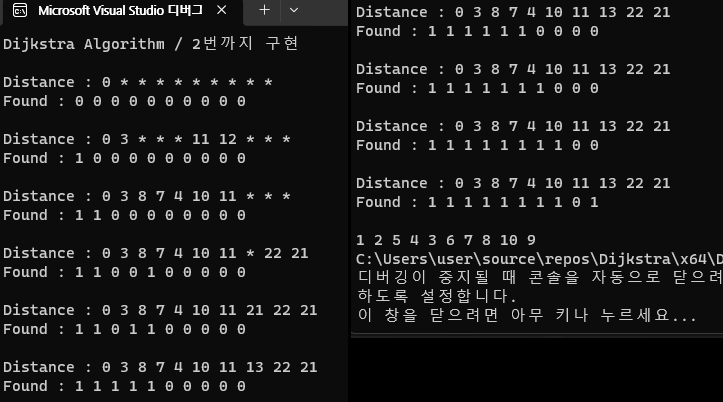 Microsoft Visual Studio 디버그
Dijkstra Algorithm / 2번까지 구현
Distance : 0 * * * * * * * * *
Found : 0 0 0 0 0 0 0 0 0 0
Distance : 0 3 * * * 11 12 * * *
Found : 1 0 0 0 0 0 0 0 0 0
Distance : 0 3 8 7 4 10 11 * * *
Found : 1 1 0 0 0 0 0 0 0 0
Distance : 0 3 8 7 4 10 11 * 22 21
Found : 1 1 0 0 1 0 0 0 0 0
Distance : 0 3 8 7 4 10 11 21 22 21
Found : 1 1 0 1 1 0 0 0 0 0
Distance : 0 3 8 7 4 10 11 13 22 21
Found : 1 1 1 1 1 0 0 0 0 0
Distance : 0 3 8 7 4 10 11 13 22 21
Found : 1 1 1 1 1 1 0 0 0 0
Distance : 0 3 8 7 4 10 11 13 22 21
Found : 1 1 1 1 1 1 1 0 0 0
Distance : 0 3 8 7 4 10 11 13 22 21
Found : 1 1 1 1 1 1 1 1 0 0
Distance : 0 3 8 7 4 10 11 13 22 21
Found : 1 1 1 1 1 1 1 1 0 1
1 2 5 4 3 6 7 8 10 9
C:\Users\user\source\repos\Dijkstra\x64\D
디버깅이 중지될 때 콘솔을 자동으로 닫으려
하도록 설정합니다.
이 창을 닫으려면 아무 키나 누르세요...